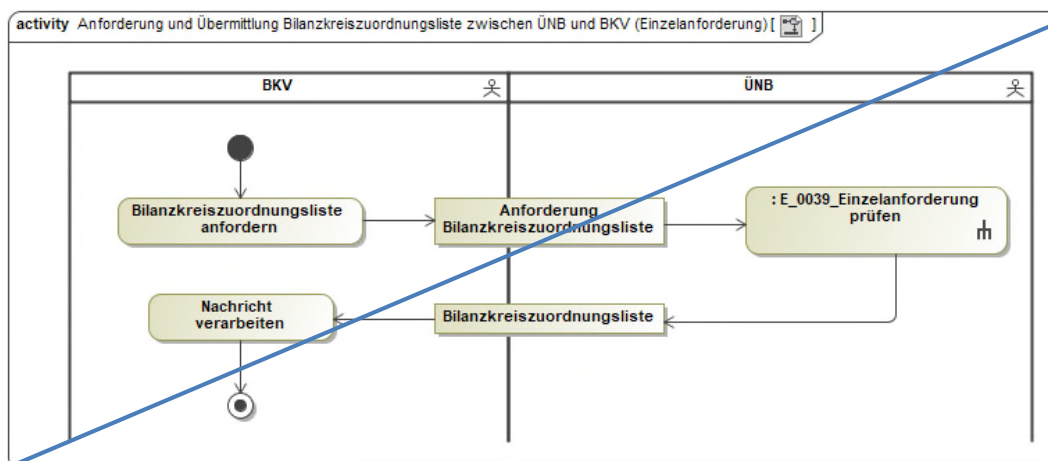 activity Anforderung und Übermittlung Bilanzkreiszuordnungsliste zwischen ÜNB und BKV (Einzelanforderung) [ ]
BKV
ÜNB
Bilanzkreiszuordnungsliste
anfordern
Anforderung
Bilanzkreiszuordnungsliste
: E_0039_Einzelanforderung
prüfen
Nachricht
verarbeiten
Bilanzkreiszuordnungsliste